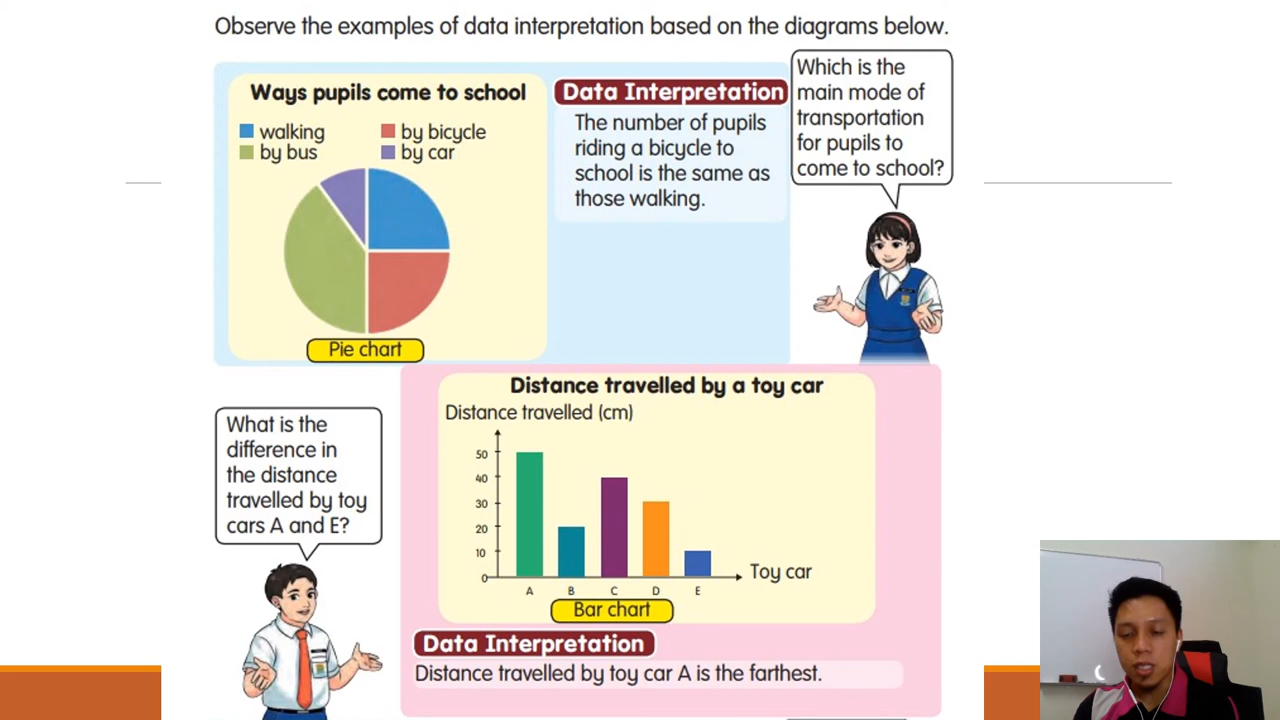 Observe the examples of data interpretation based on the diagrams below.
Ways pupils come to school
walking
by bicycle
by bus
by car
Pie chart
Data Interpretation
The number of pupils
riding a bicycle to
school is the same as
those walking.
Which is the
main mode of
transportation
for pupils to
come to school?
What is the
difference in
the distance
travelled by toy
cars A and E?
Distance travelled by a toy car
Distance travelled (cm)
50
40
30
20
10
0
A B C D E
Toy car
Bar chart
Data Interpretation
Distance travelled by toy car A is the farthest.